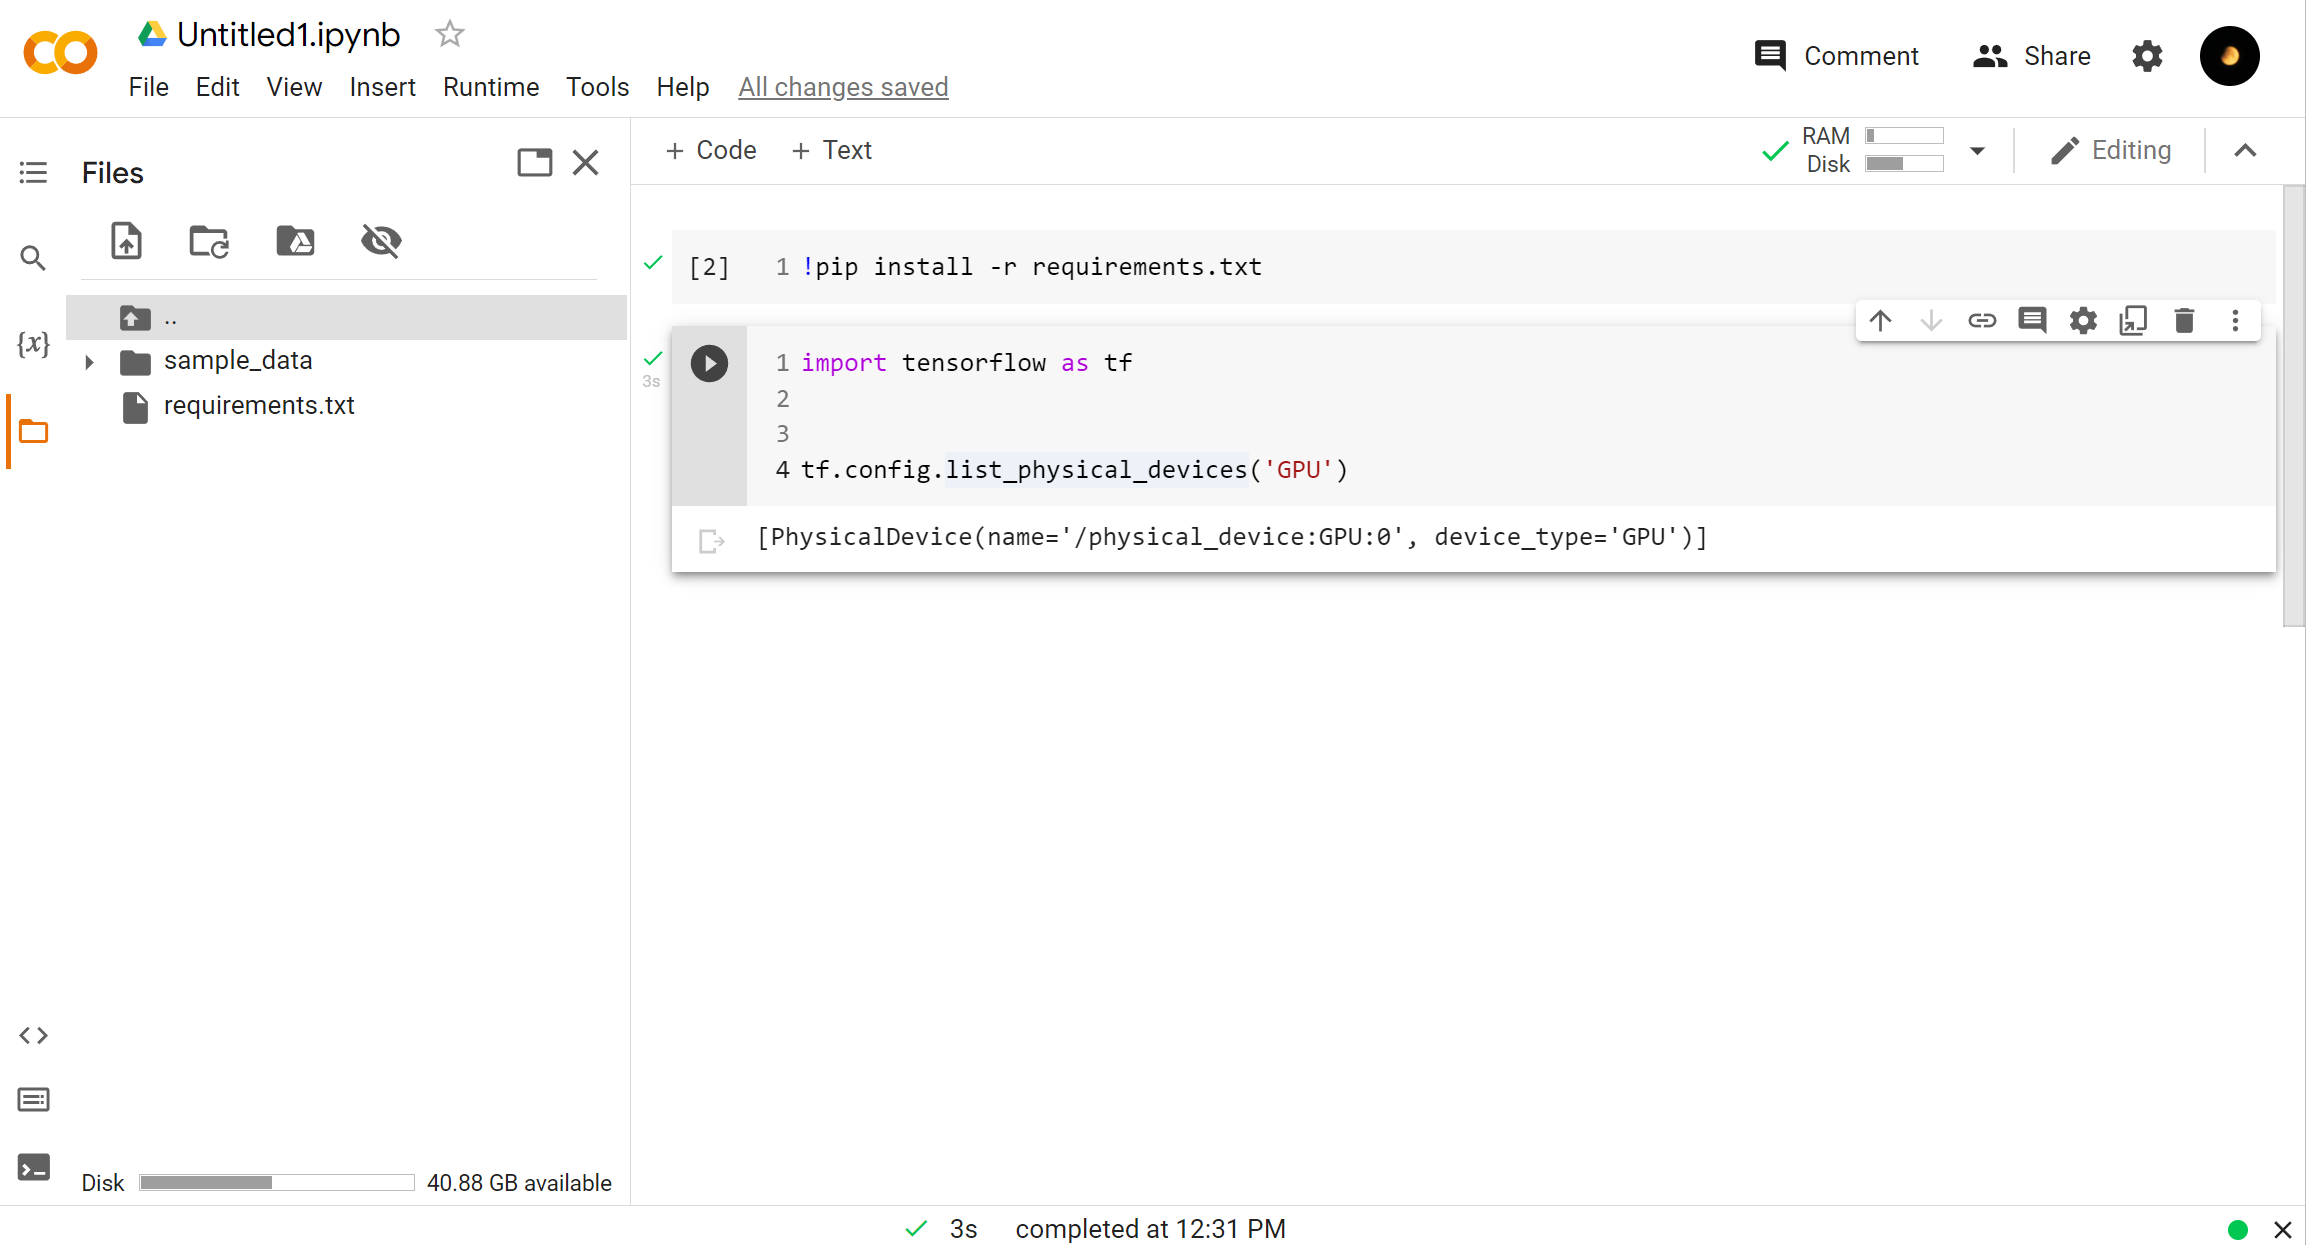 Untitled1.ipynb
File Edit View Insert Runtime Tools Help All changes saved
Comment Share
Files
+ Code + Text
RAM
Disk
Editing
..
sample_data
requirements.txt
{x}
[2] 1 !pip install -r requirements.txt
3s
1 import tensorflow as tf
2
3
4 tf.config.list_physical_devices('GPU')
[PhysicalDevice(name='/physical_device:GPU:0', device_type='GPU')]
Disk 40.88 GB available
3s completed at 12:31 PM